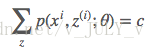 ∑_z p(x^i, z^(i); θ) = c